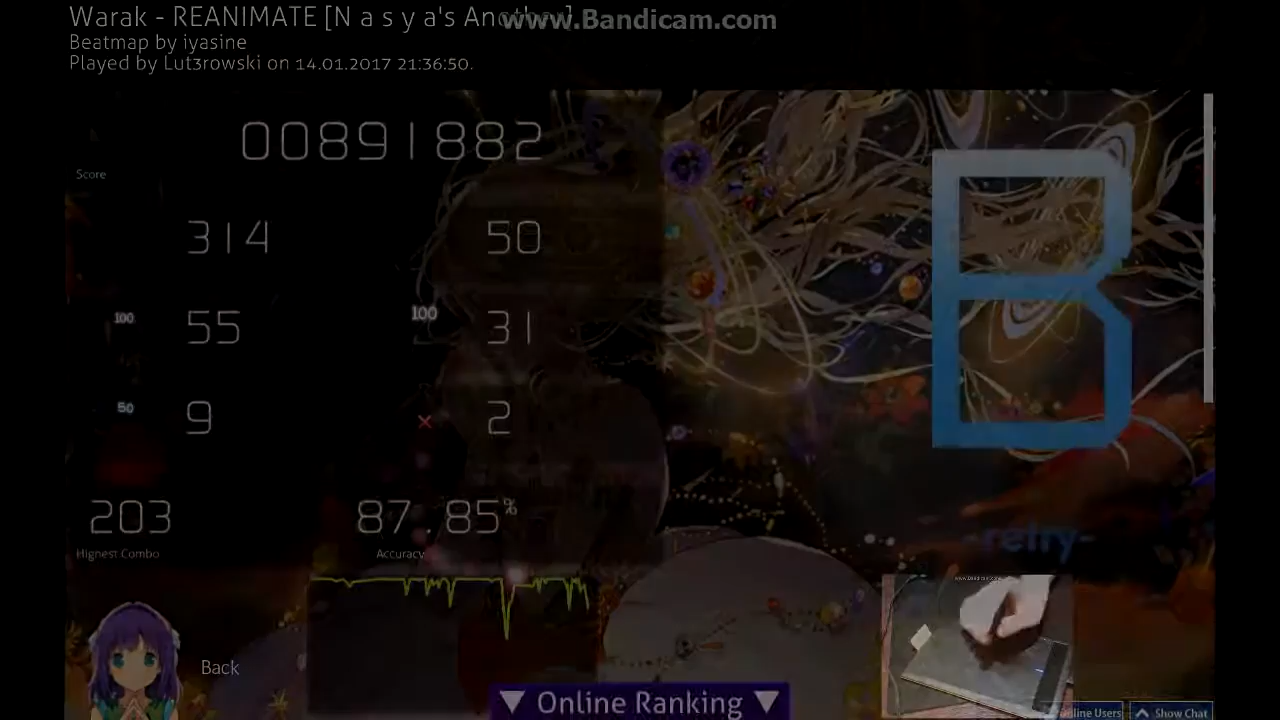 Warak - REANIMATE [N a s y a's Another]
www.Bandicam.com
Beatmap by iyasine
Played by Lut3rowski on 14.01.2017 21:36:50.
00891882
Score
314 50
100 55 100 31
50 9 X 2
203 87.85%
Highest Combo Accuracy
-retry-
Back
▼ Online Ranking ▼
Online Users Show Chat